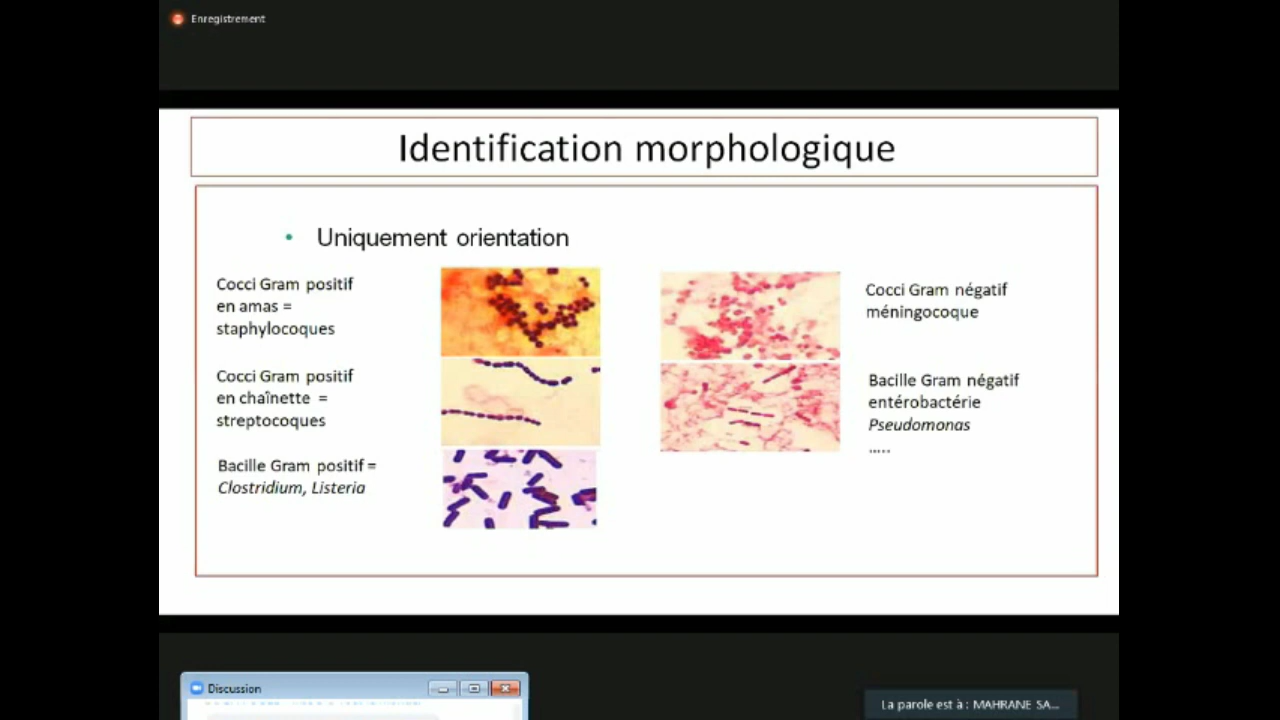 Enregistrement
Identification morphologique
• Uniquement orientation
Cocci Gram positif
en amas =
staphylocoques
Cocci Gram positif
en chaînette =
streptocoques
Bacille Gram positif =
Clostridium, Listeria
Cocci Gram négatif
méningocoque
Bacille Gram négatif
entérobactérie
Pseudomonas
.....
Discussion
La parole est à : MAHRANE SA...